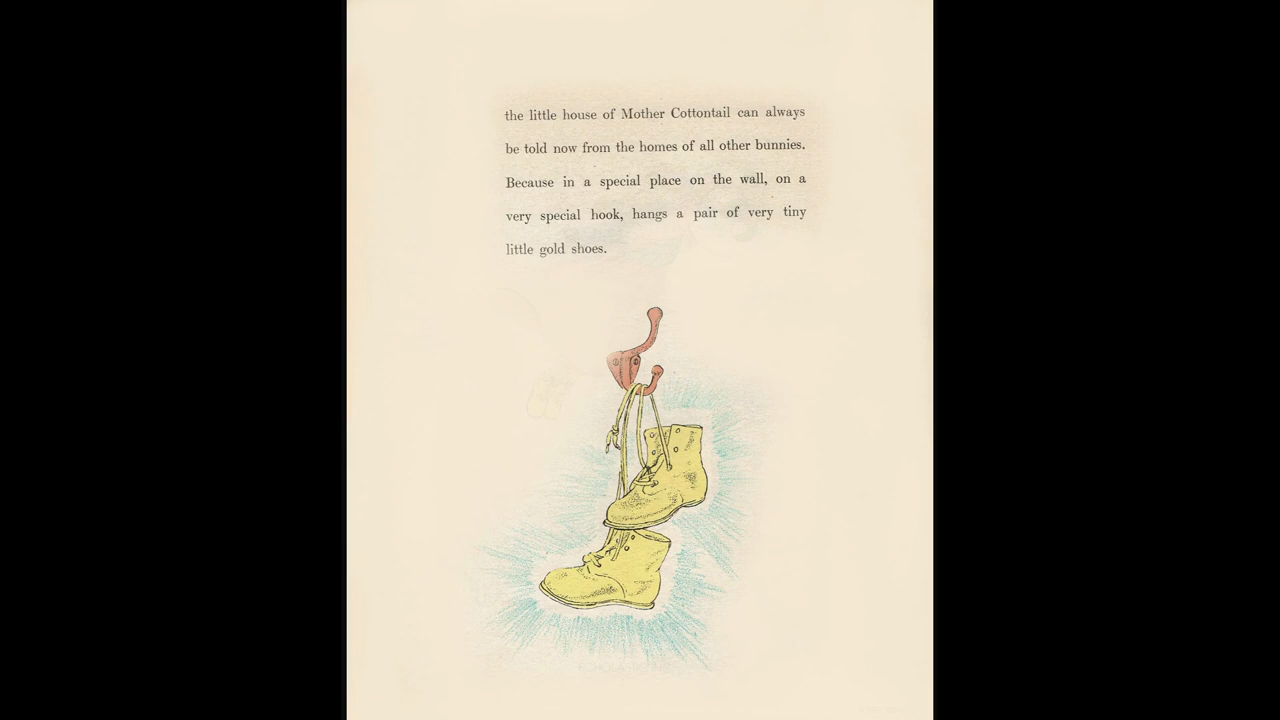 the little house of Mother Cottontail can always
be told now from the homes of all other bunnies.
Because in a special place on the wall, on a
very special hook, hangs a pair of very tiny
little gold shoes.